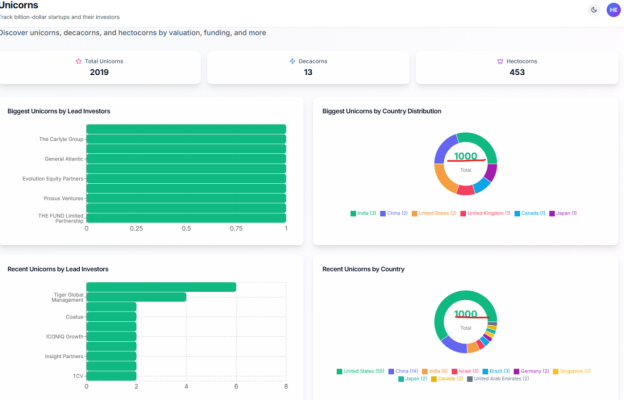 Unicorns
Track billion-dollar startups and their investors
HE
Discover unicorns, decacorns, and hectocorns by valuation, funding, and more
Total Unicorns
2019
Decacorns
13
Hectocorns
453
Biggest Unicorns by Lead Investors
The Carlyle Group
General Atlantic
Evolution Equity Partners
Prosus Ventures
THE FUND Limited
Partnership
0 0.25 0.5 0.75 1
Biggest Unicorns by Country Distribution
1000
Total
India (3) China (2) United States (2) United Kingdom (1) Canada (1) Japan (1)
Recent Unicorns by Lead Investors
Tiger Global
Management
Coatue
ICONIQ Growth
Insight Partners
TCV
0 2 4 6 8
Recent Unicorns by Country
1000
Total
United States (55) China (14) India (6) Israel (3) Brazil (3) Germany (2) Singapore (2)
Japan (2) Canada (2) United Arab Emirates (2)